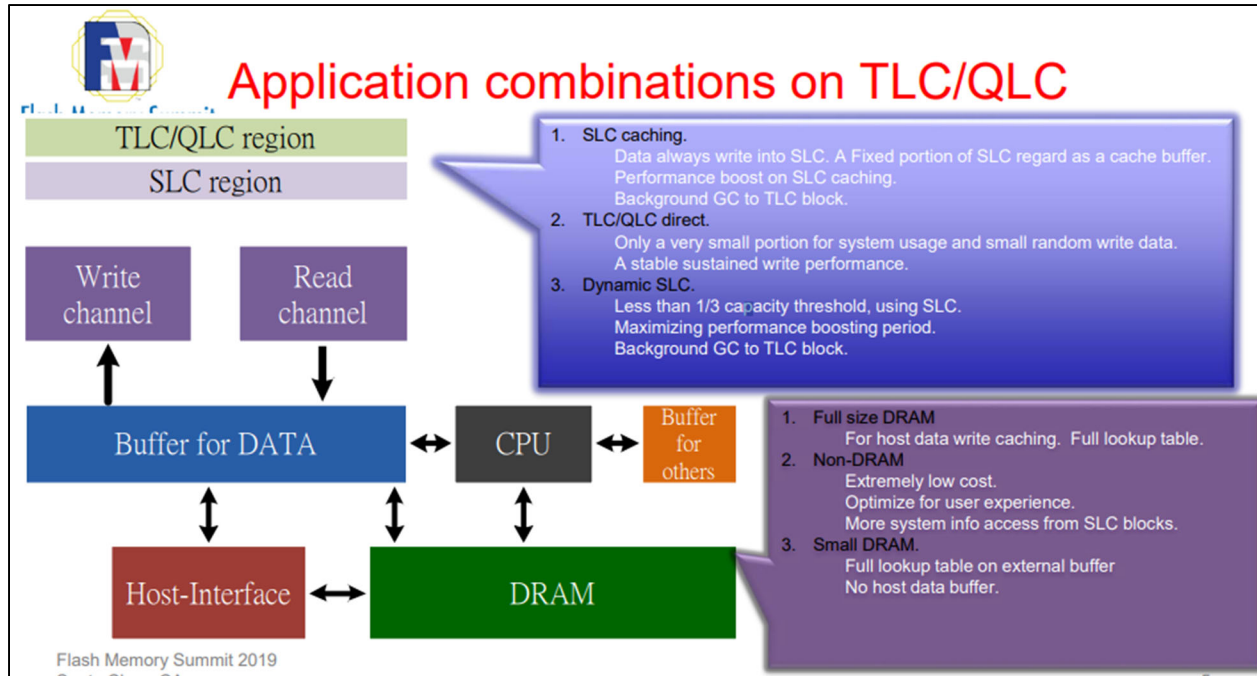 Application combinations on TLC/QLC
Flash Memory Summit
TLC/QLC region
SLC region
Write
channel
Read
channel
Buffer for DATA
CPU
Buffer
for
others
Host-Interface
DRAM
1. SLC caching.
Data always write into SLC. A Fixed portion of SLC regard as a cache buffer.
Performance boost on SLC caching.
Background GC to TLC block.
2. TLC/QLC direct.
Only a very small portion for system usage and small random write data.
A stable sustained write performance.
3. Dynamic SLC.
Less than 1/3 capacity threshold, using SLC.
Maximizing performance boosting period.
Background GC to TLC block.
1. Full size DRAM
For host data write caching. Full lookup table.
2. Non-DRAM
Extremely low cost.
Optimize for user experience.
More system info access from SLC blocks.
3. Small DRAM.
Full lookup table on external buffer
No host data buffer.
Flash Memory Summit 2019